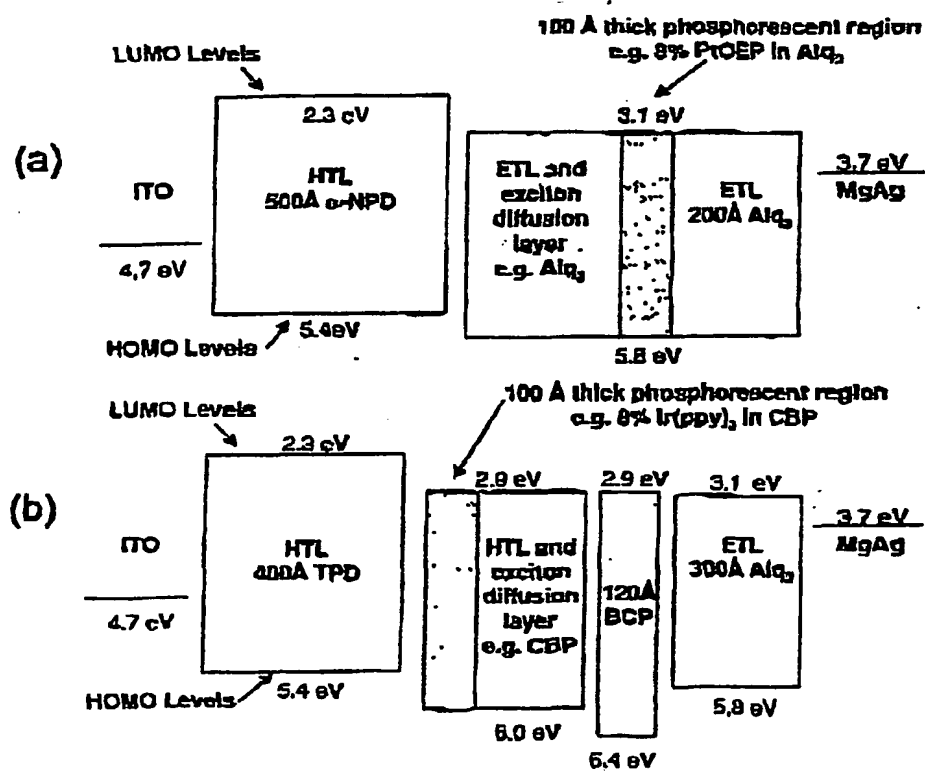 100 Å thick phosphorescent region
e.g. 8% PtOEP in Alq₃
LUMO Levels
(a)
2.3 eV
3.1 eV
ITO
4.7 eV
HTL
500Å α-NPD
ETL and
exciton
diffusion
layer
e.g. Alq₃
ETL
200Å Alq₃
3.7 eV
MgAg
HOMO Levels
5.4eV
5.8 eV
100 Å thick phosphorescent region
e.g. 8% Ir(ppy)₃ in CBP
LUMO Levels
(b)
2.3 eV
2.8 eV
2.9 eV
3.1 eV
ITO
4.7 eV
HTL
400Å TPD
HTL and
exciton
diffusion
layer
e.g. CBP
120Å
BCP
ETL
300Å Alq₃
3.7 eV
MgAg
HOMO Levels
5.4 eV
6.0 eV
6.4 eV
5.8 eV